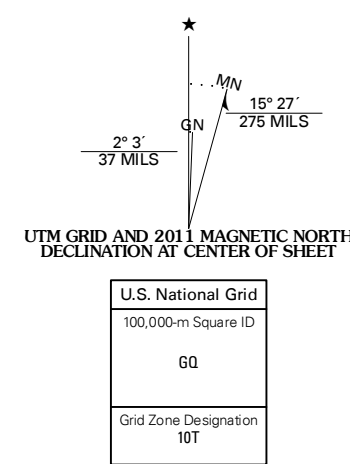 ★
MN
GN
15° 27´
275 MILS
2° 3´
37 MILS
UTM GRID AND 2011 MAGNETIC NORTH
DECLINATION AT CENTER OF SHEET
U.S. National Grid
100,000-m Square ID
GQ
Grid Zone Designation
10T